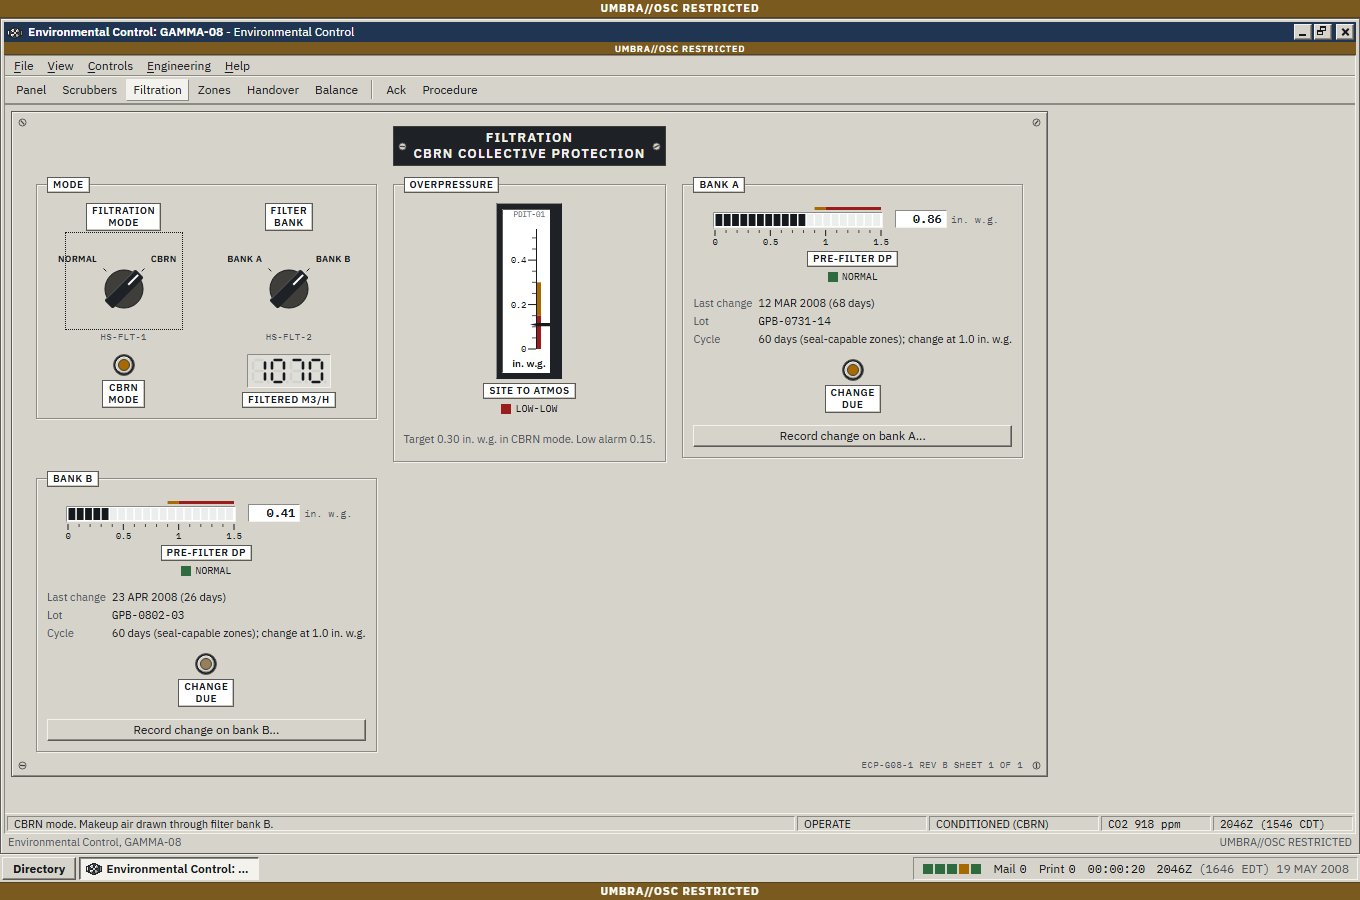 UMBRA//OSC RESTRICTED
Environmental Control: GAMMA-08 - Environmental Control
UMBRA//OSC RESTRICTED
File View Controls Engineering Help
Panel Scrubbers Filtration Zones Handover Balance Ack Procedure
FILTRATION
CBRN COLLECTIVE PROTECTION
MODE
FILTRATION
MODE
FILTER
BANK
NORMAL CBRN
BANK A BANK B
HS-FLT-1
HS-FLT-2
CBRN
MODE
1070
FILTERED M3/H
OVERPRESSURE
PDIT-01
0.4
0.2
0
in. w.g.
SITE TO ATMOS
LOW-LOW
Target 0.30 in. w.g. in CBRN mode. Low alarm 0.15.
BANK A
0.86 in. w.g.
0 0.5 1 1.5
PRE-FILTER DP
NORMAL
Last change 12 MAR 2008 (68 days)
Lot GPB-0731-14
Cycle 60 days (seal-capable zones); change at 1.0 in. w.g.
CHANGE
DUE
Record change on bank A...
BANK B
0.41 in. w.g.
0 0.5 1 1.5
PRE-FILTER DP
NORMAL
Last change 23 APR 2008 (26 days)
Lot GPB-0802-03
Cycle 60 days (seal-capable zones); change at 1.0 in. w.g.
CHANGE
DUE
Record change on bank B...
ECP-G08-1 REV B SHEET 1 OF 1
CBRN mode. Makeup air drawn through filter bank B. OPERATE CONDITIONED (CBRN) CO2 918 ppm 2046Z (1546 CDT)
Environmental Control, GAMMA-08 UMBRA//OSC RESTRICTED
Directory Environmental Control: ... Mail 0 Print 0 00:00:20 2046Z (1646 EDT) 19 MAY 2008
UMBRA//OSC RESTRICTED